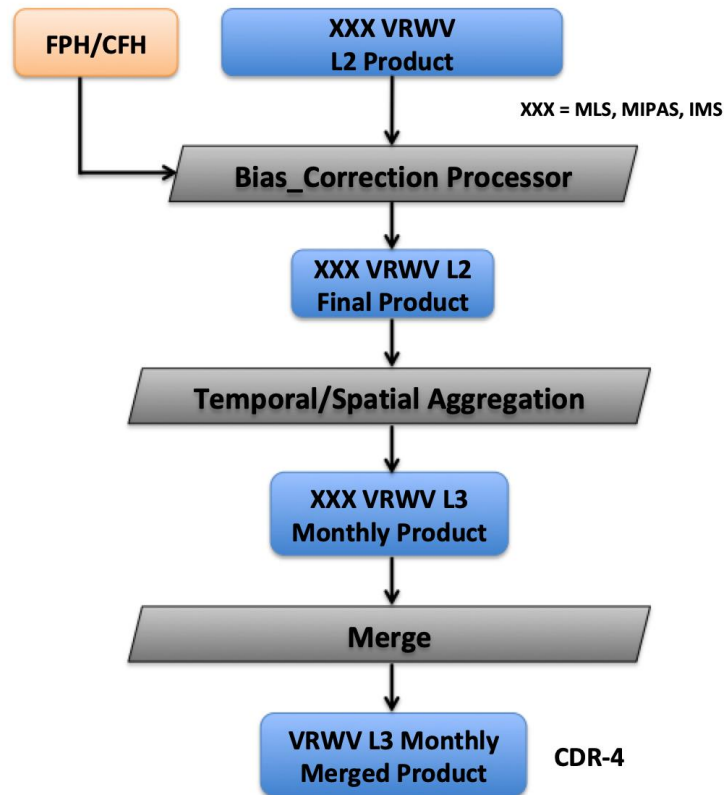 FPH/CFH
XXX VRWV
L2 Product
XXX = MLS, MIPAS, IMS
Bias_Correction Processor
XXX VRWV L2
Final Product
Temporal/Spatial Aggregation
XXX VRWV L3
Monthly Product
Merge
VRWV L3 Monthly
Merged Product
CDR-4